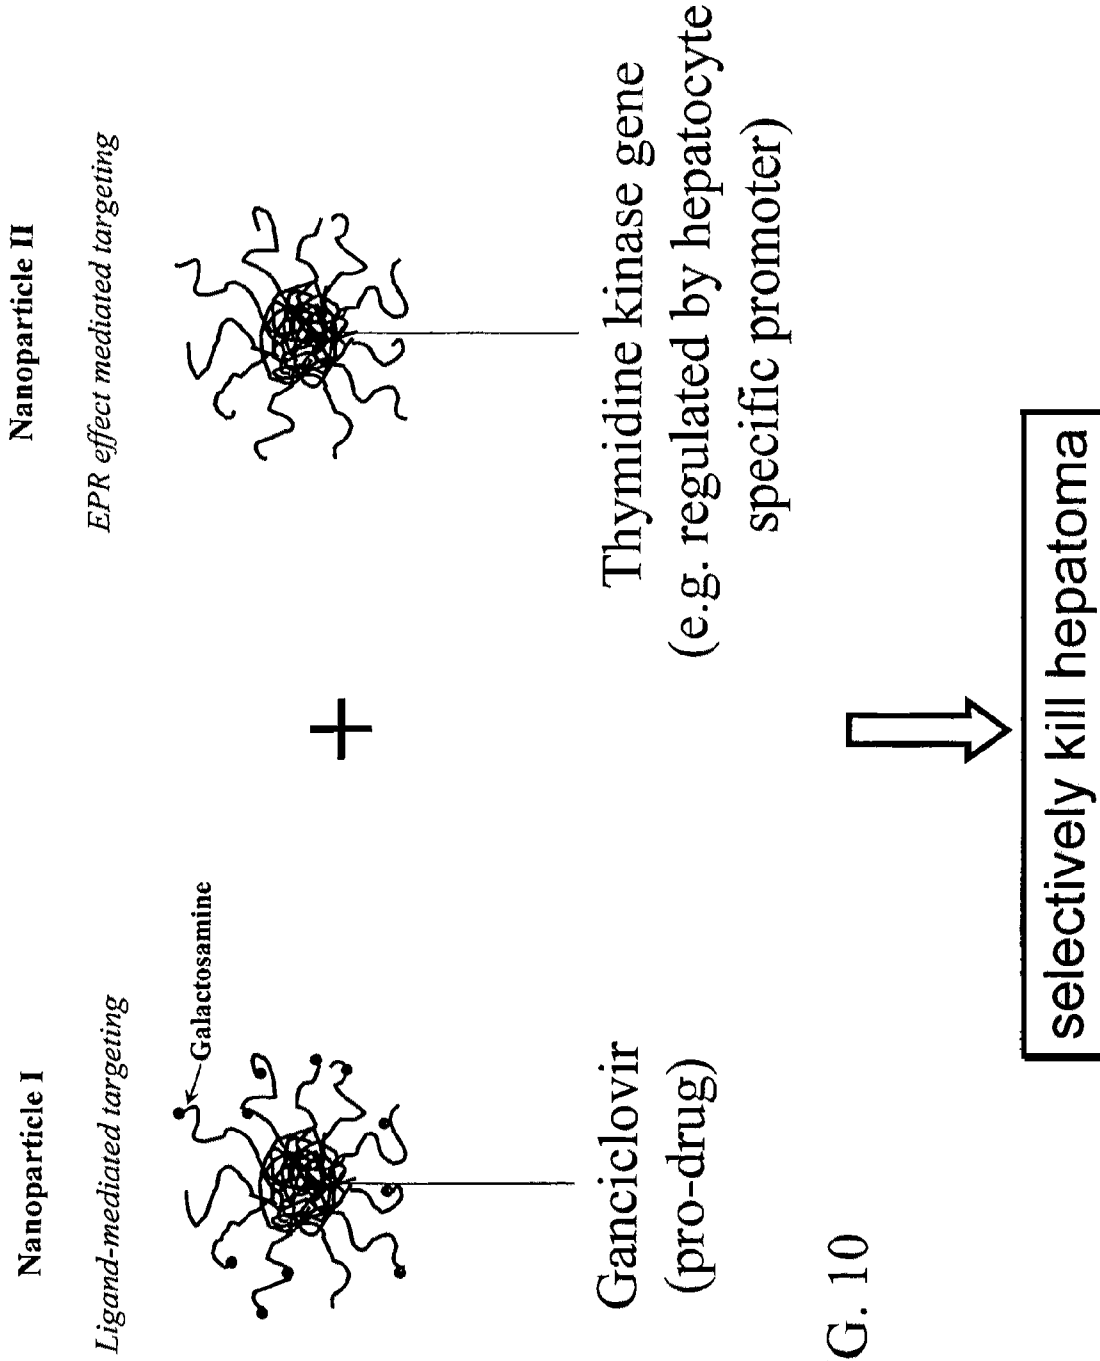 Nanoparticle I
Ligand-mediated targeting
Galactosamine
Ganciclovir
(pro-drug)
+
Nanoparticle II
EPR effect mediated targeting
Thymidine kinase gene
(e.g. regulated by hepatocyte
specific promoter)
selectively kill hepatoma
G. 10